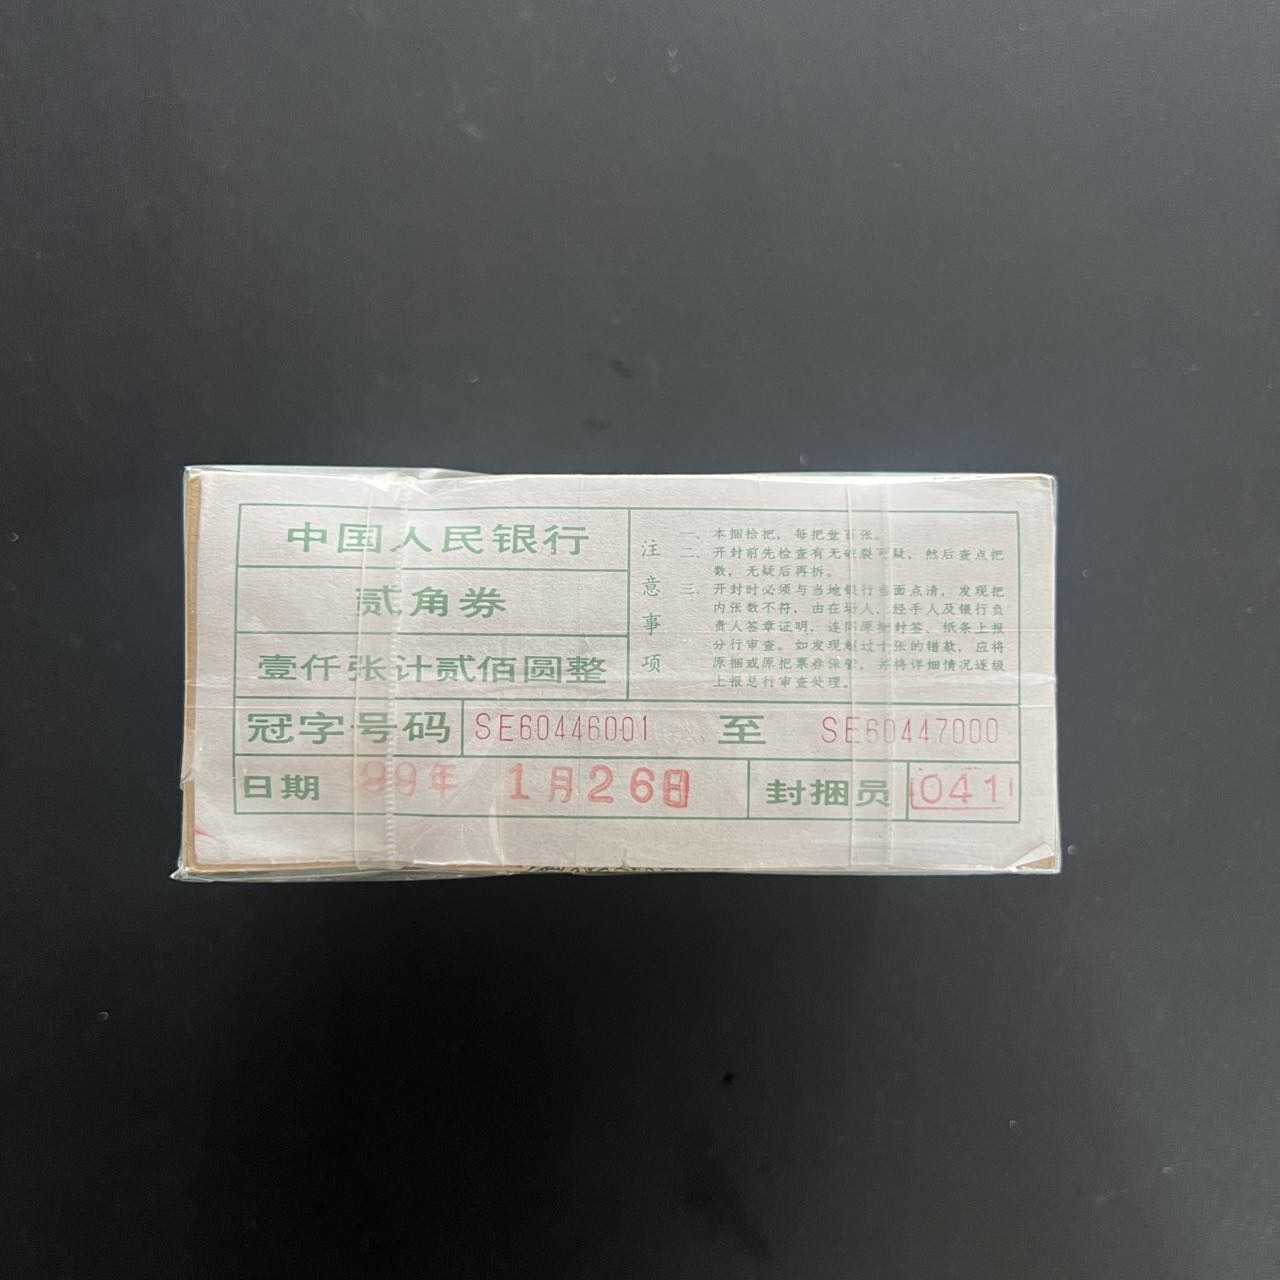 中国人民银行
贰角券
壹仟张计贰佰圆整
注意事项
一、本捆拾把，每把壹百张。
二、开封前先检查有无破裂可疑，然后查点把
数，无疑后再拆。
三、开封时必须与当地银行当面点清，发现把
内张数不符，由在场人、经手人及银行负
责人签章证明，连同原捆封签、纸条上报
分行审查。如发现超过十张的错款，应将
原捆或原把票券保管，并将详细情况逐级
上报总行审查处理。
冠字号码 SE60446001 至 SE60447000
日期 99年 1月26日 封捆员 041